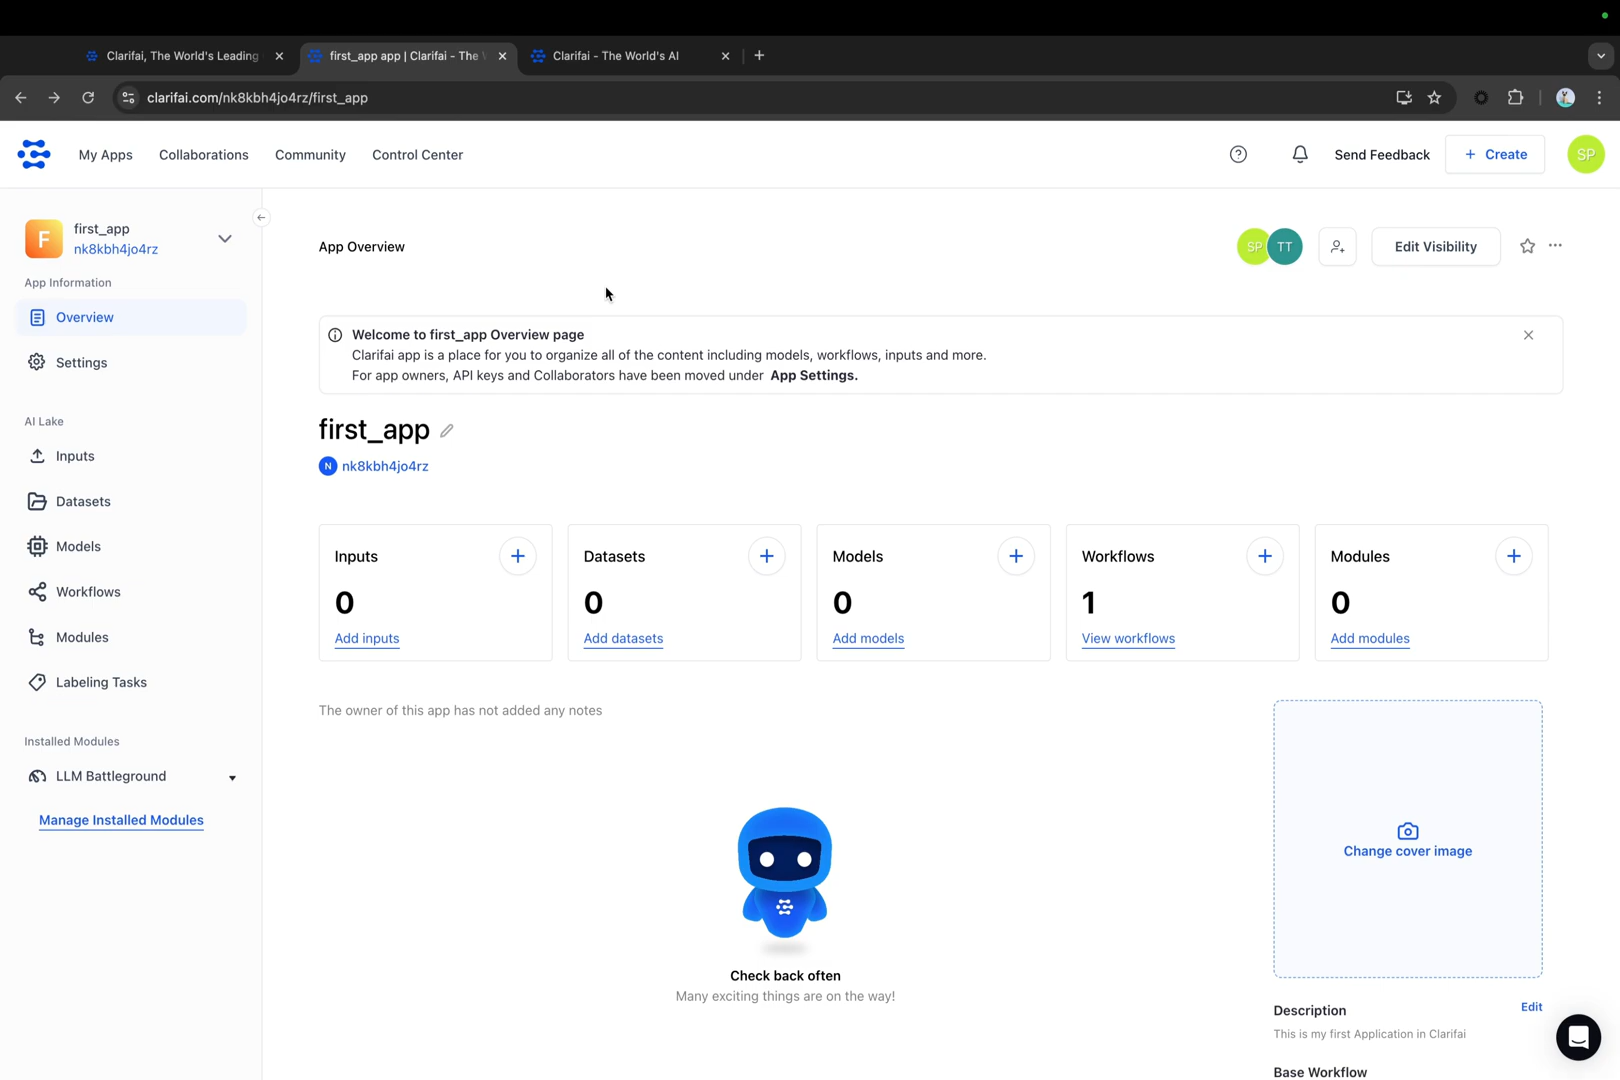 Clarifai, The World's Leading
first_app app | Clarifai - The W
Clarifai - The World's AI
clarifai.com/nk8kbh4jo4rz/first_app
My Apps
Collaborations
Community
Control Center
Send Feedback
+ Create
SP
F
first_app
nk8kbh4jo4rz
App Information
Overview
Settings
AI Lake
Inputs
Datasets
Models
Workflows
Modules
Labeling Tasks
Installed Modules
LLM Battleground
Manage Installed Modules
App Overview
SP
TT
Edit Visibility
Welcome to first_app Overview page
Clarifai app is a place for you to organize all of the content including models, workflows, inputs and more.
For app owners, API keys and Collaborators have been moved under App Settings.
first_app
N nk8kbh4jo4rz
Inputs
0
Add inputs
Datasets
0
Add datasets
Models
0
Add models
Workflows
1
View workflows
Modules
0
Add modules
The owner of this app has not added any notes
Check back often
Many exciting things are on the way!
Change cover image
Description
Edit
This is my first Application in Clarifai
Base Workflow